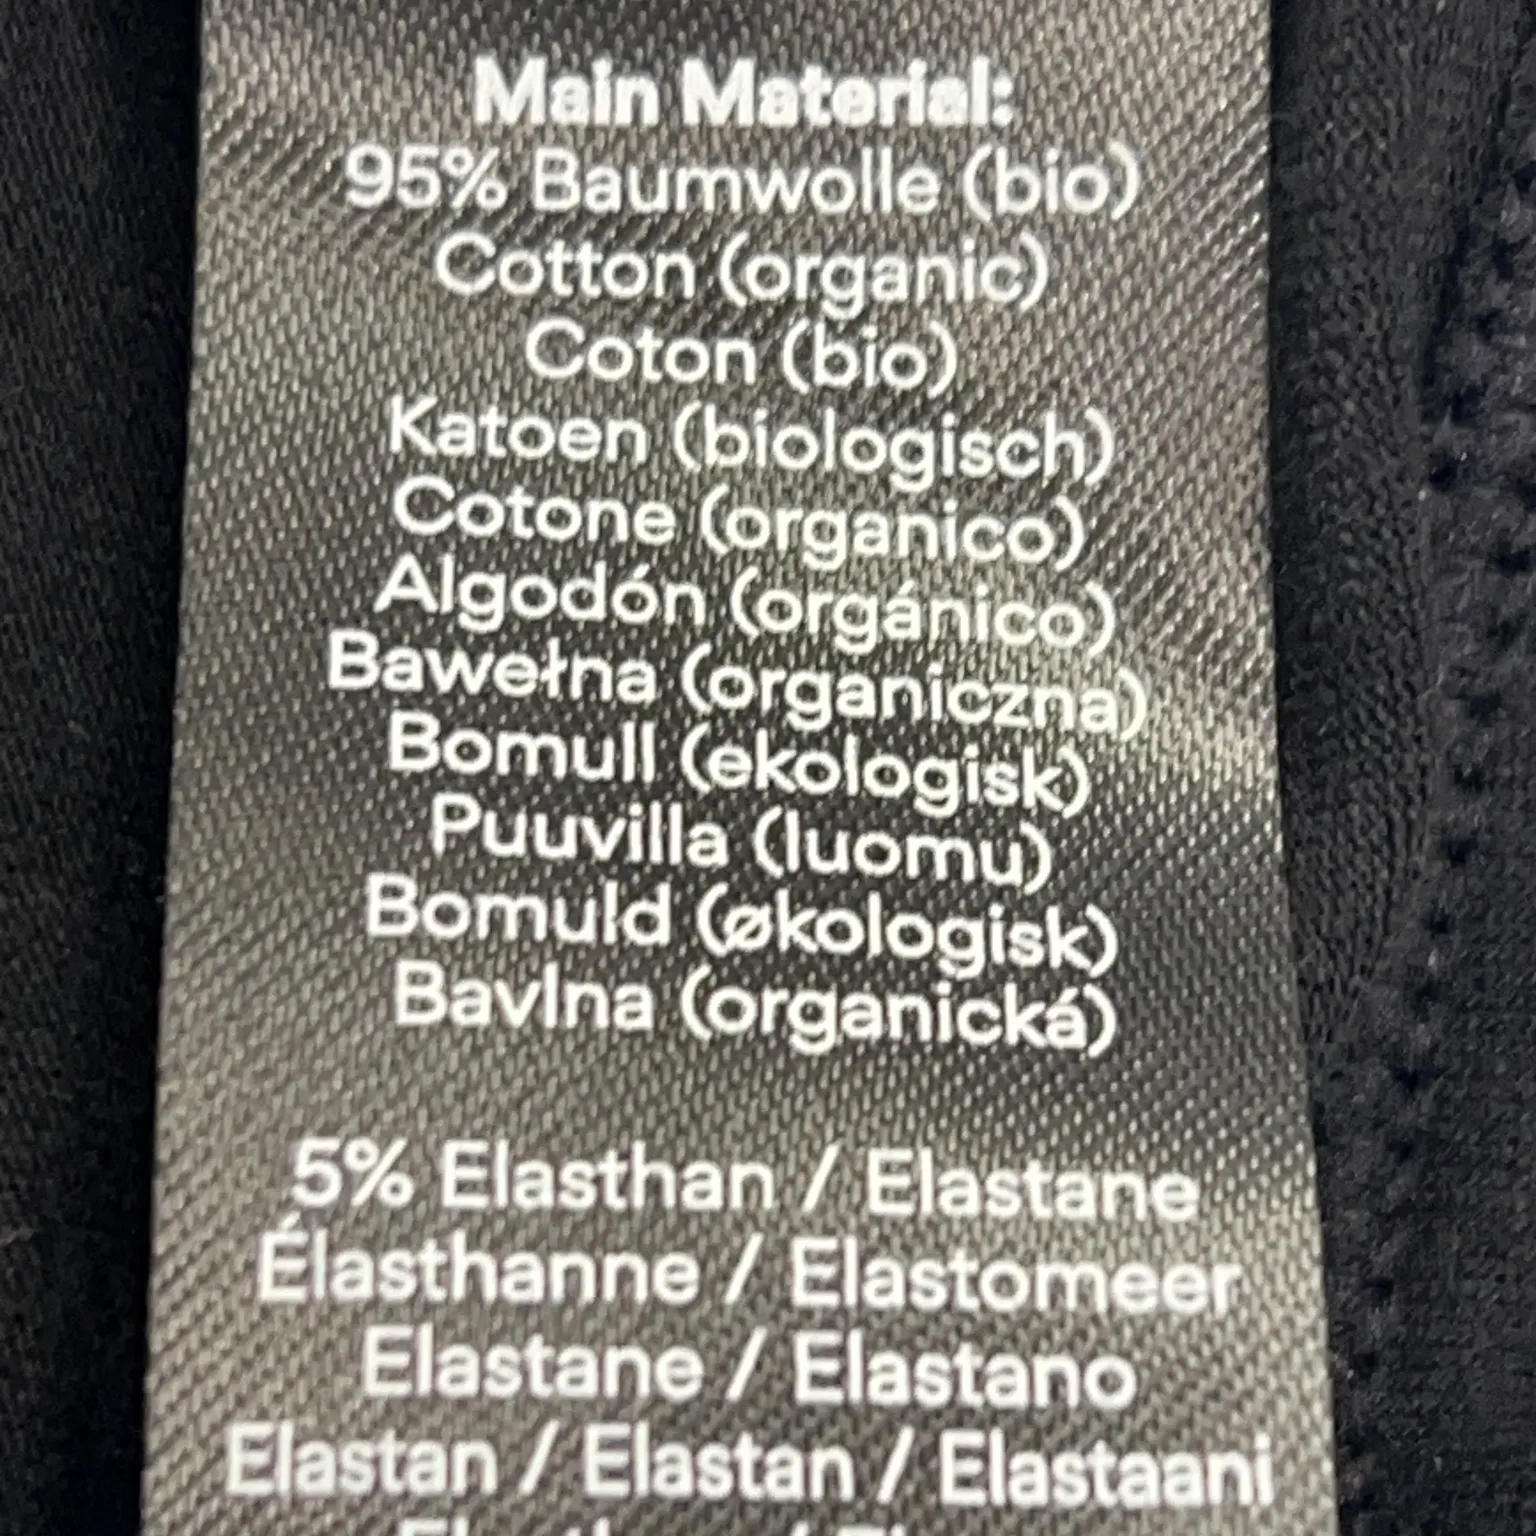 Main Material:
95% Baumwolle (bio)
Cotton (organic)
Coton (bio)
Katoen (biologisch)
Cotone (organico)
Algodón (orgánico)
Bawełna (organiczna)
Bomull (ekologisk)
Puuvilla (luomu)
Bomuld (økologisk)
Bavlna (organická)
5% Elasthan / Elastane
Élasthanne / Elastomeer
Elastane / Elastano
Elastan / Elastan / Elastaani